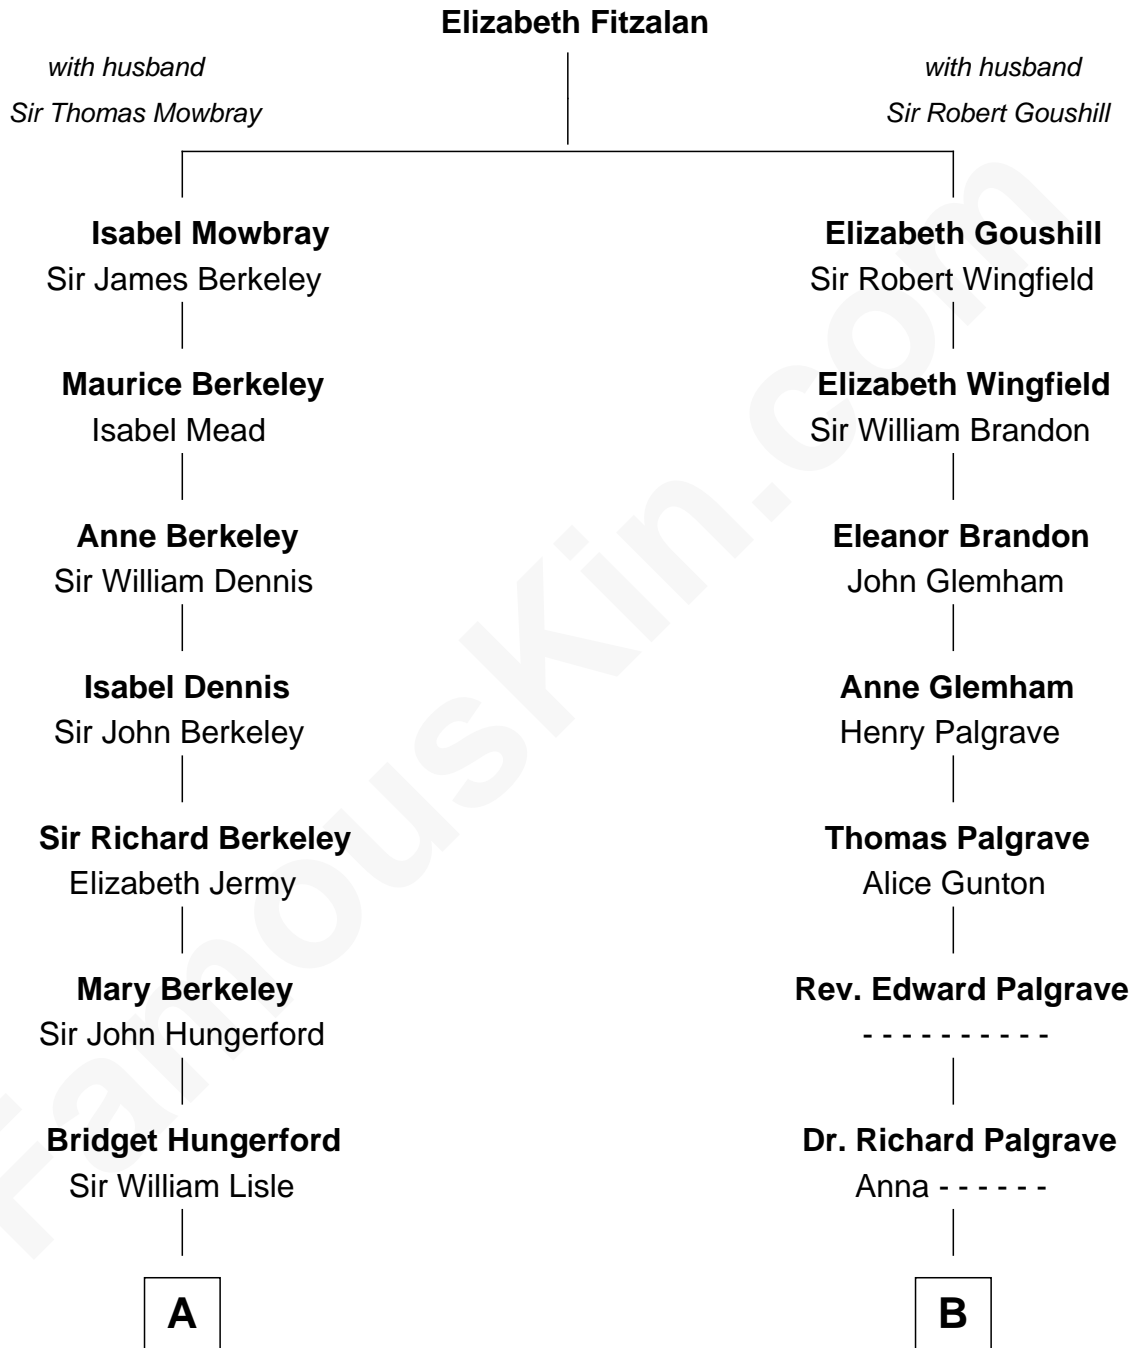 Elizabeth Fitzalan
with husband
Sir Thomas Mowbray
with husband
Sir Robert Goushill
Isabel Mowbray
Sir James Berkeley
Elizabeth Goushill
Sir Robert Wingfield
Maurice Berkeley
Isabel Mead
Elizabeth Wingfield
Sir William Brandon
Anne Berkeley
Sir William Dennis
Eleanor Brandon
John Glemham
Isabel Dennis
Sir John Berkeley
Anne Glemham
Henry Palgrave
Sir Richard Berkeley
Elizabeth Jermy
Thomas Palgrave
Alice Gunton
Mary Berkeley
Sir John Hungerford
Rev. Edward Palgrave
- - - - - - - - - -
Bridget Hungerford
Sir William Lisle
Dr. Richard Palgrave
Anna - - - - - -
A
B
FamousKin.com